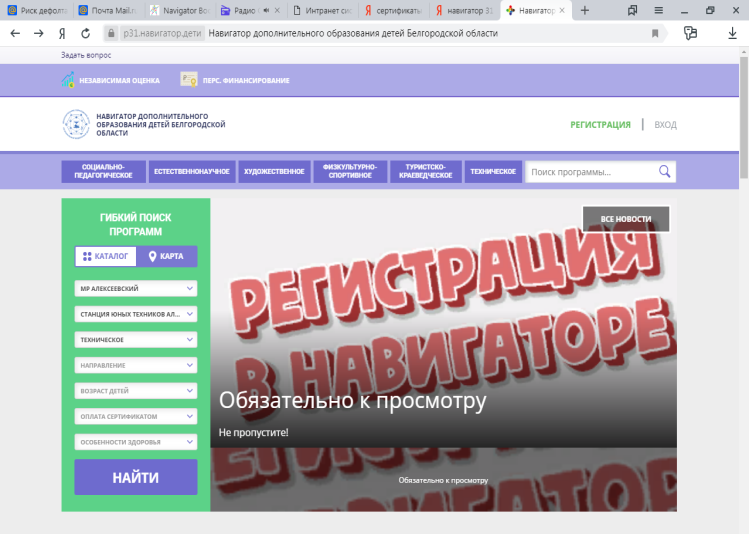 Риск дефолт
Почта Mail.r
Navigator Bo
Радио
Интранет си
сертификаты
навигатор 31
Навигатор
p31.навигатор.дети Навигатор дополнительного образования детей Белгородской области
Задать вопрос
НЕЗАВИСИМАЯ ОЦЕНКА
ПЕРС. ФИНАНСИРОВАНИЕ
НАВИГАТОР ДОПОЛНИТЕЛЬНОГО
ОБРАЗОВАНИЯ ДЕТЕЙ БЕЛГОРОДСКОЙ
ОБЛАСТИ
РЕГИСТРАЦИЯ | ВХОД
СОЦИАЛЬНО-
ПЕДАГОГИЧЕСКОЕ
ЕСТЕСТВЕННОНАУЧНОЕ
ХУДОЖЕСТВЕННОЕ
ФИЗКУЛЬТУРНО-
СПОРТИВНОЕ
ТУРИСТСКО-
КРАЕВЕДЧЕСКОЕ
ТЕХНИЧЕСКОЕ
Поиск программы...
ГИБКИЙ ПОИСК
ПРОГРАММ
КАТАЛОГ
КАРТА
МР АЛЕКСЕЕВСКИЙ
СТАНЦИЯ ЮНЫХ ТЕХНИКОВ АЛ...
ТЕХНИЧЕСКОЕ
НАПРАВЛЕНИЕ
ВОЗРАСТ ДЕТЕЙ
ОПЛАТА СЕРТИФИКАТОМ
ОСОБЕННОСТИ ЗДОРОВЬЯ
НАЙТИ
ВСЕ НОВОСТИ
РЕГИСТРАЦИЯ
В НАВИГАТОРЕ
Обязательно к просмотру
Не пропустите!
Обязательно к просмотру